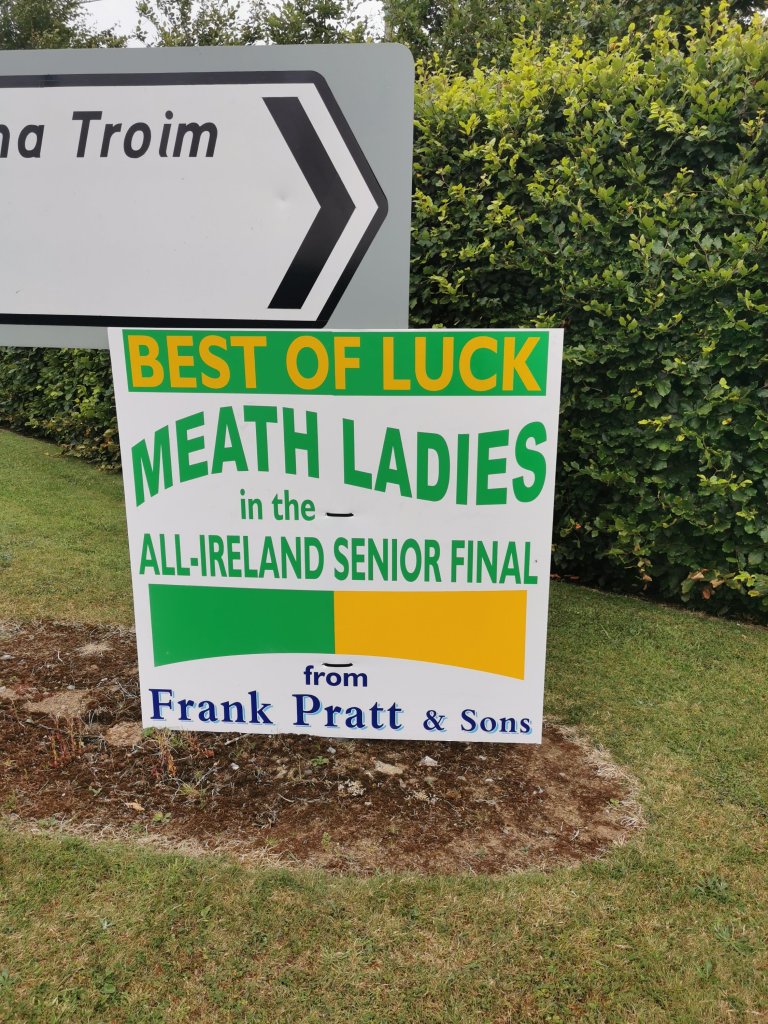 na Troim
BEST OF LUCK
MEATH LADIES
in the
ALL-IRELAND SENIOR FINAL
from
Frank Pratt & Sons